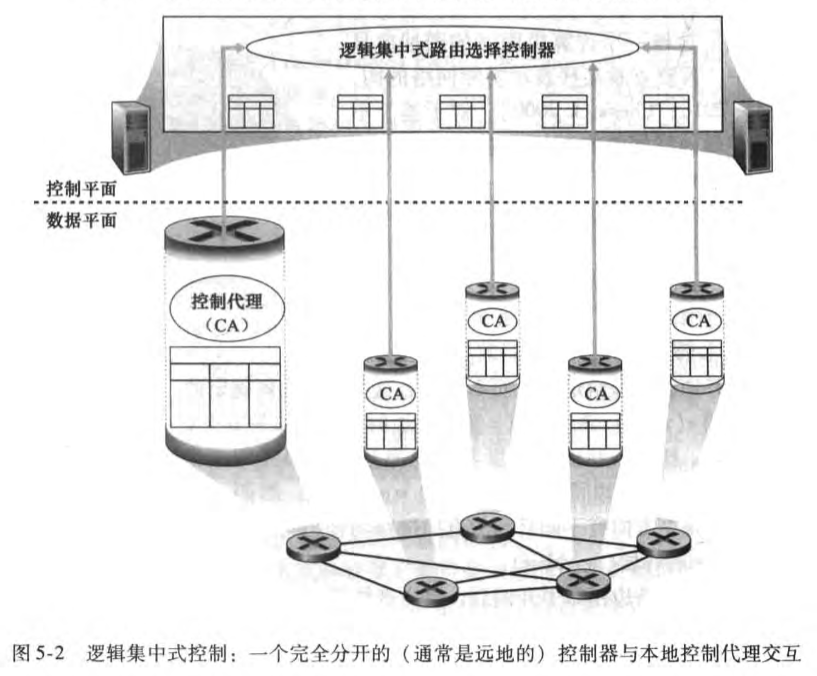 逻辑集中式路由选择控制器
控制平面
数据平面
控制代理
（CA）
CA
CA
CA
CA
图5-2 逻辑集中式控制：一个完全分开的（通常是远地的）控制器与本地控制代理交互